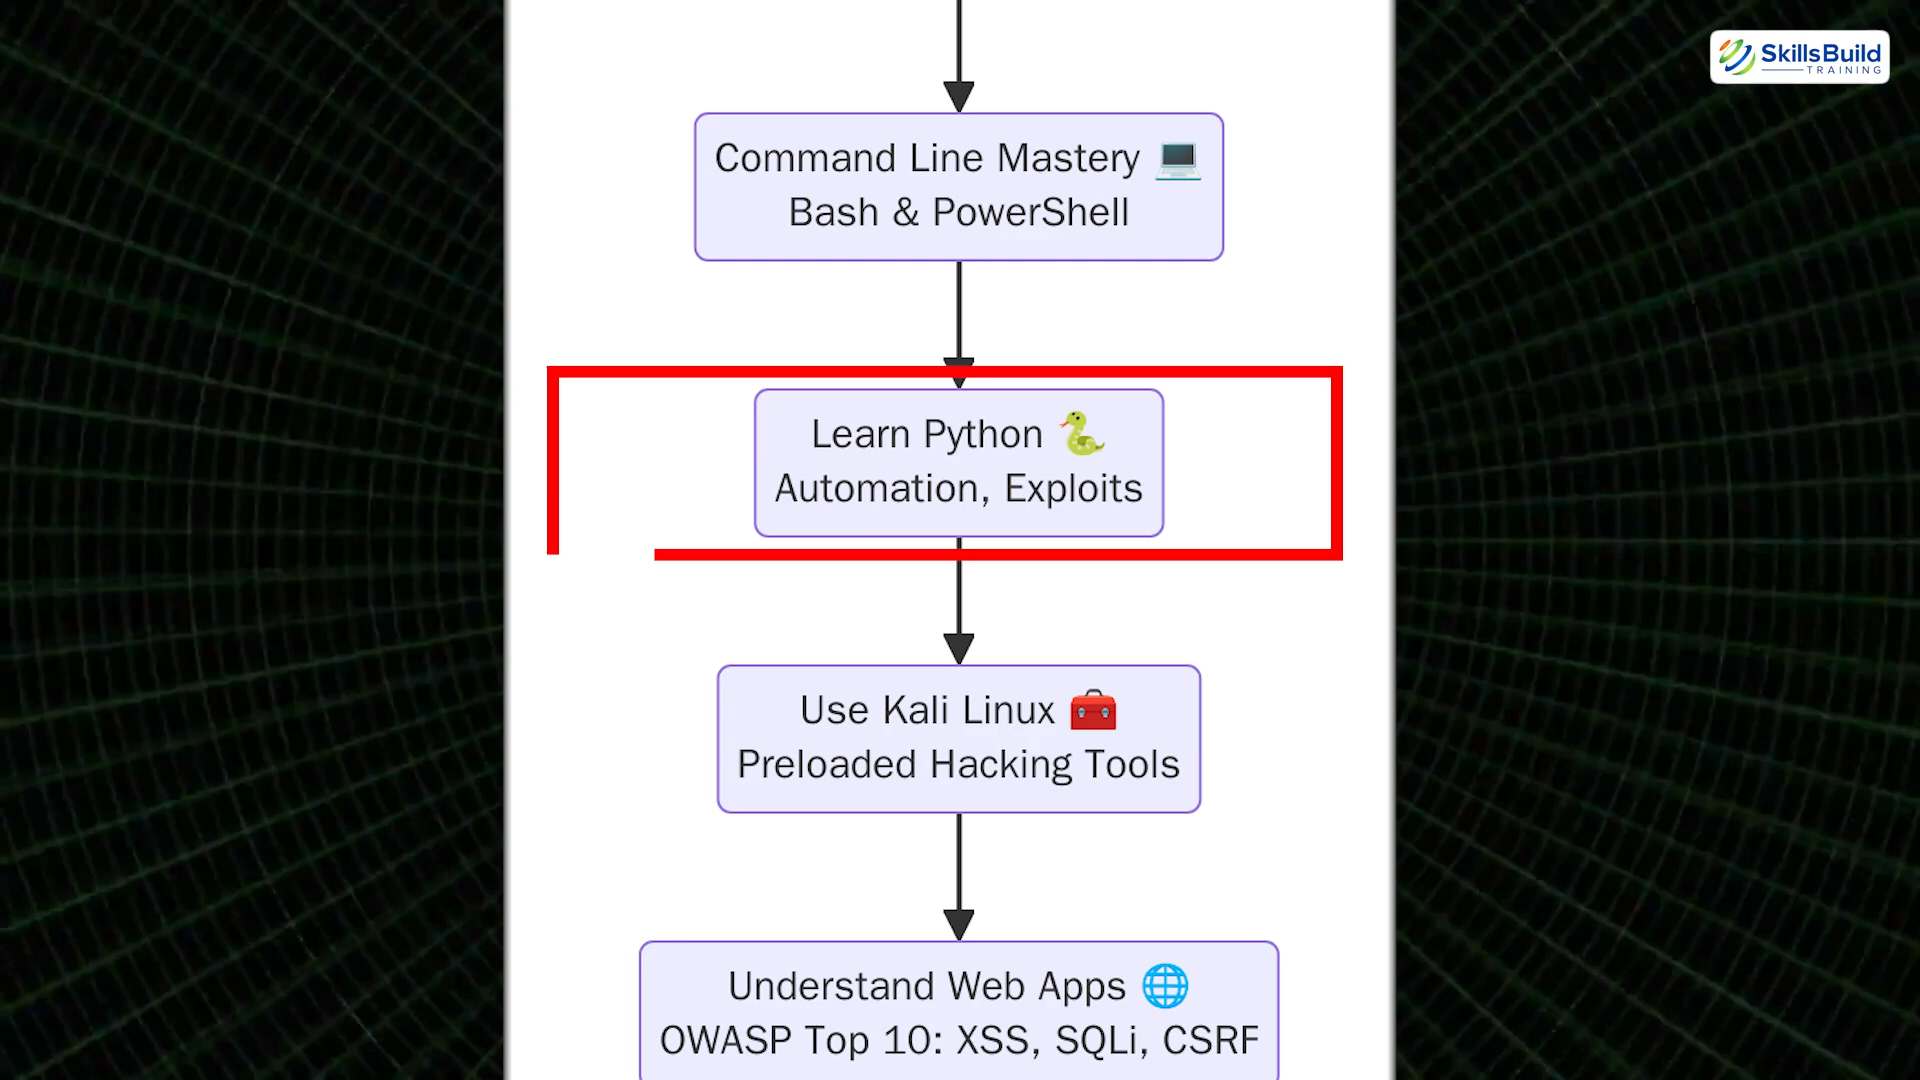 SkillsBuild
TRAINING
Command Line Mastery 💻
Bash & PowerShell
Learn Python 🐍
Automation, Exploits
Use Kali Linux 🧰
Preloaded Hacking Tools
Understand Web Apps 🌐
OWASP Top 10: XSS, SQLi, CSRF